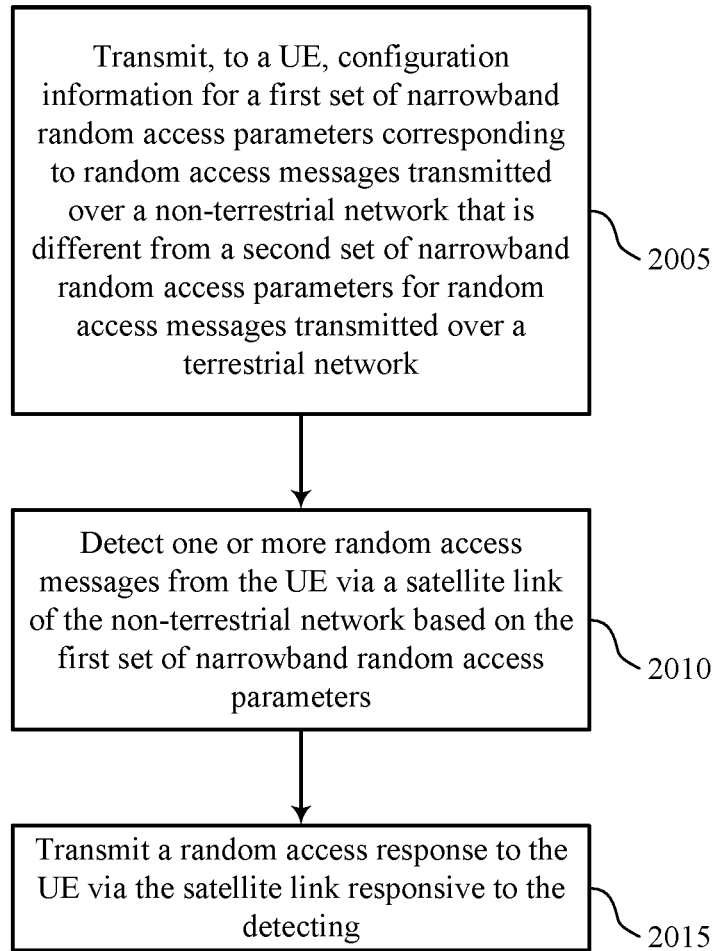 Transmit, to a UE, configuration
information for a first set of narrowband
random access parameters corresponding
to random access messages transmitted
over a non-terrestrial network that is
different from a second set of narrowband
random access parameters for random
access messages transmitted over a
terrestrial network
2005
Detect one or more random access
messages from the UE via a satellite link
of the non-terrestrial network based on the
first set of narrowband random access
parameters
2010
Transmit a random access response to the
UE via the satellite link responsive to the
detecting
2015